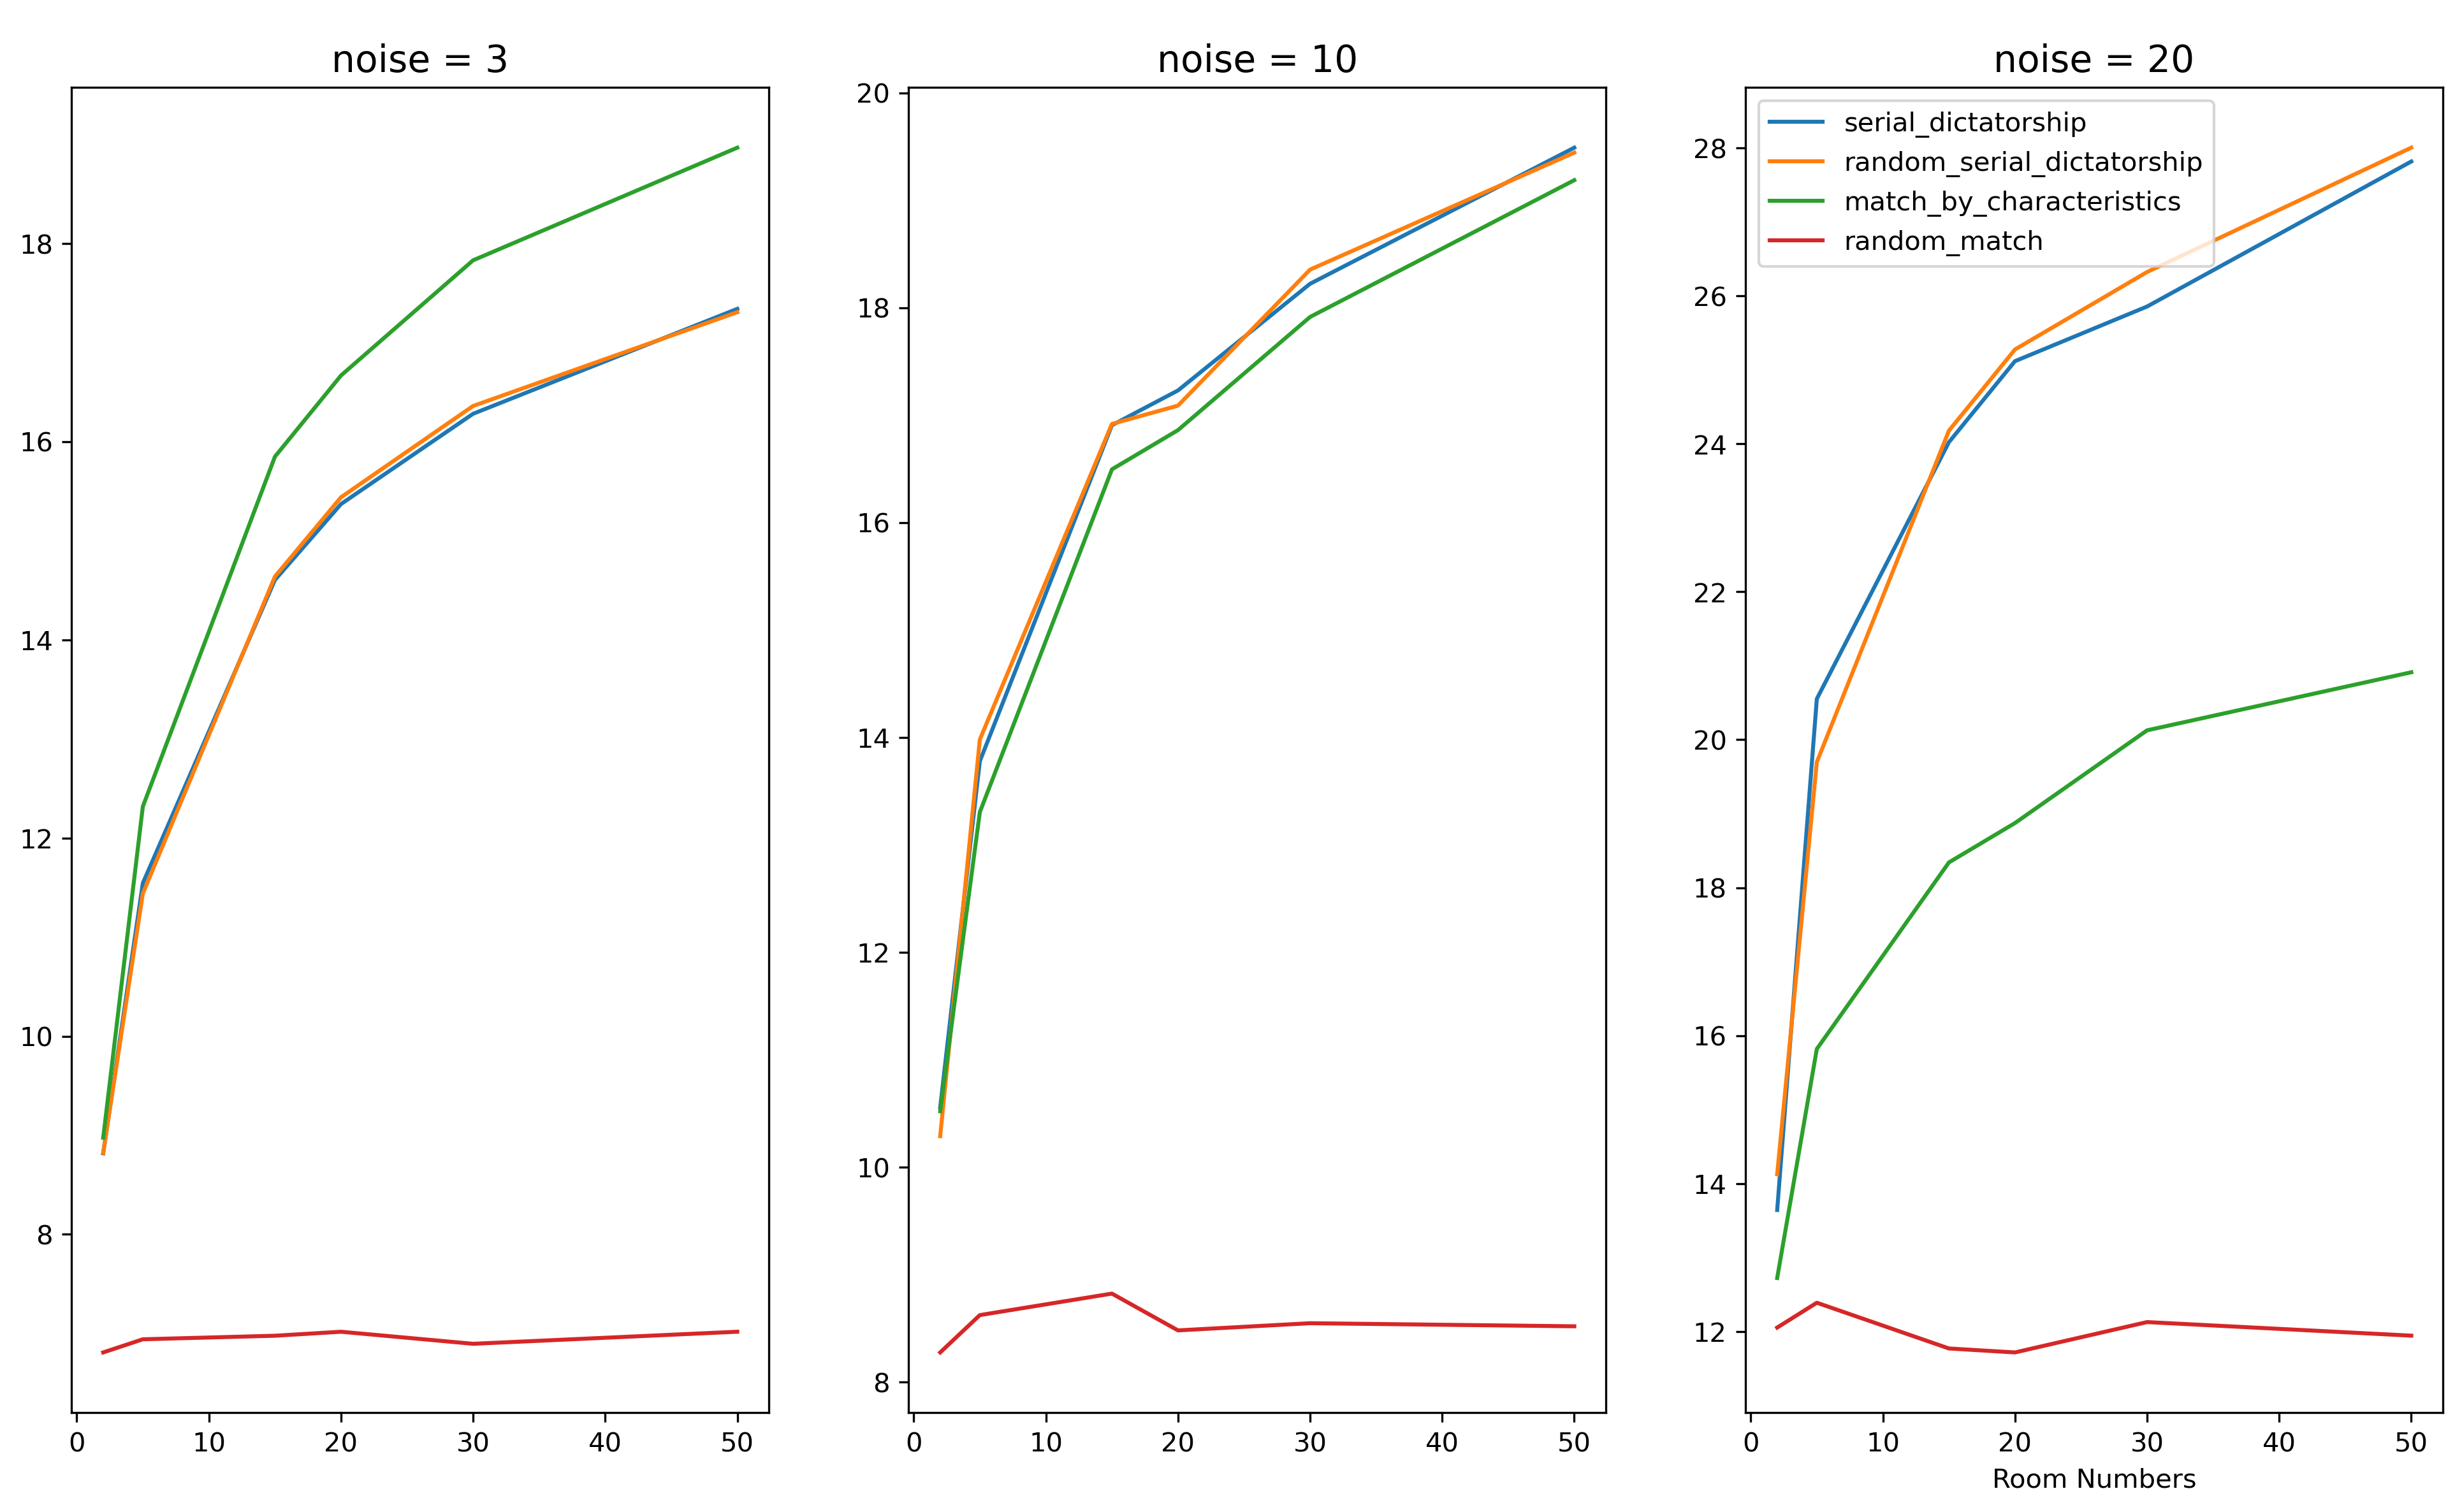 noise = 3
18
16
14
12
10
8
0 10 20 30 40 50
noise = 10
20
18
16
14
12
10
8
0 10 20 30 40 50
noise = 20
serial_dictatorship
random_serial_dictatorship
match_by_characteristics
random_match
28
26
24
22
20
18
16
14
12
0 10 20 30 40 50
Room Numbers